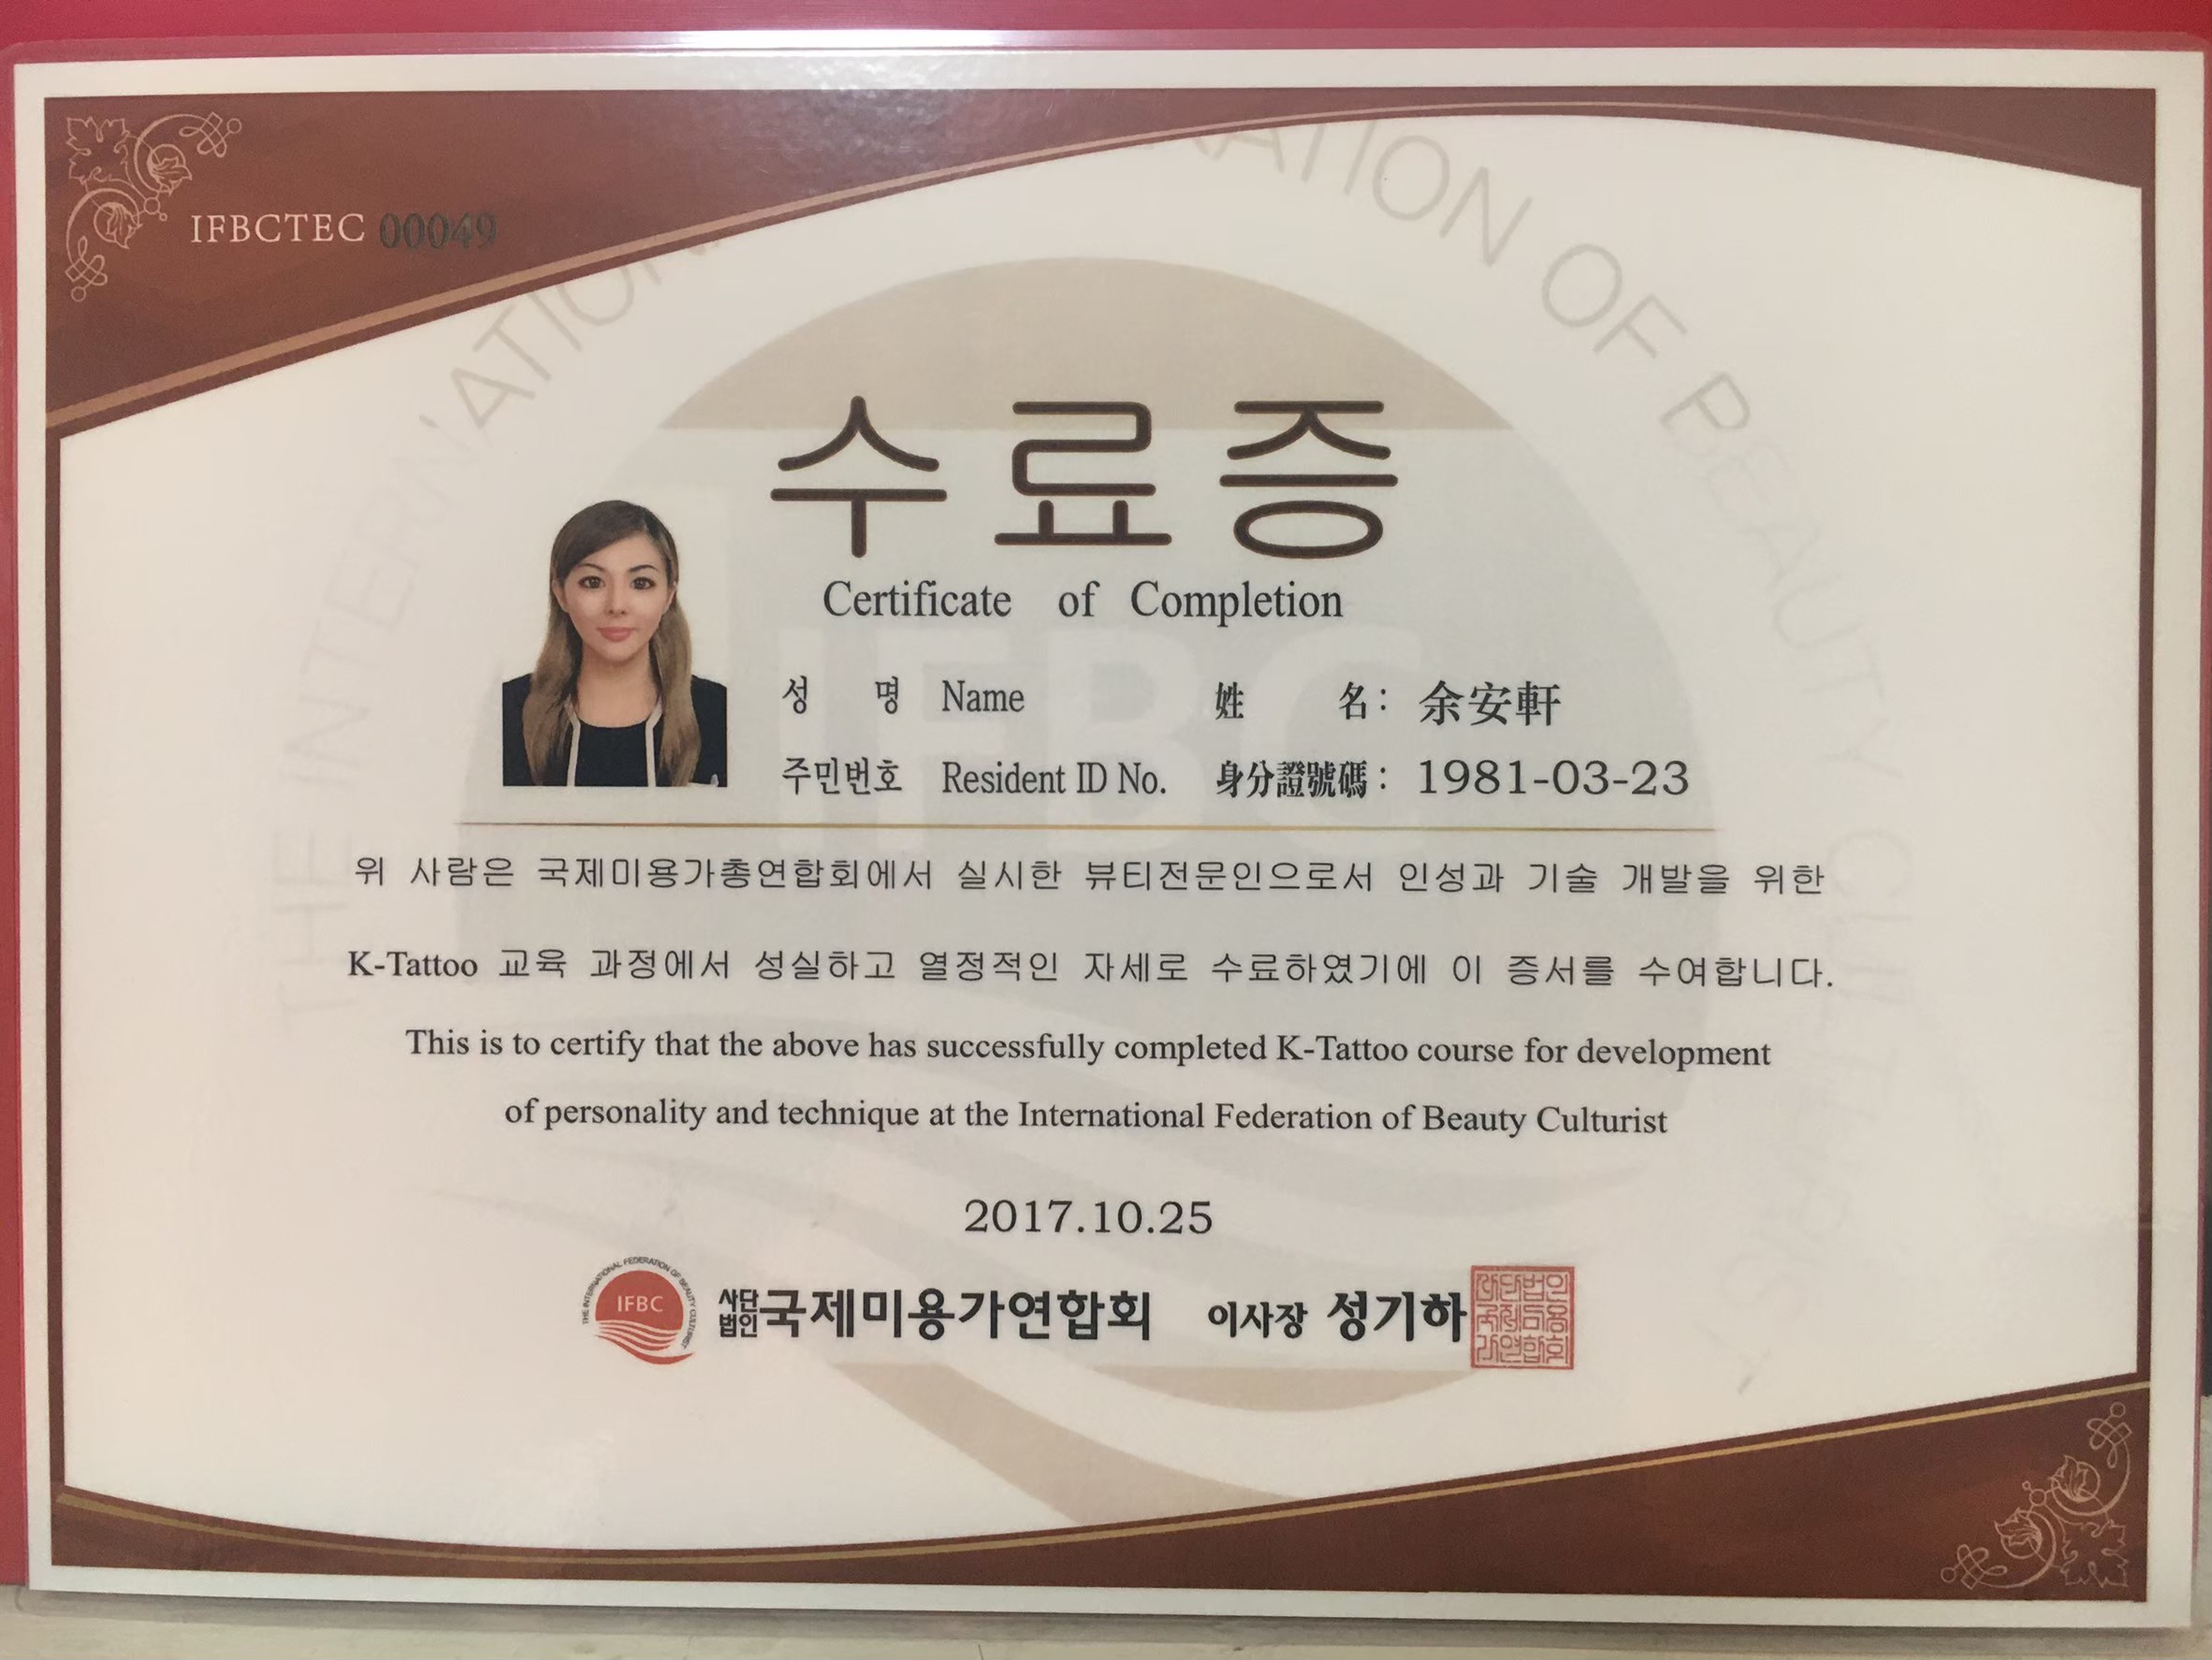 IFBCTEC 00049
수료증
Certificate of Completion
성 명 Name 姓 名: 余安軒
주민번호 Resident ID No. 身分證號碼: 1981-03-23
위 사람은 국제미용가총연합회에서 실시한 뷰티전문인으로서 인성과 기술 개발을 위한
K-Tattoo 교육 과정에서 성실하고 열정적인 자세로 수료하였기에 이 증서를 수여합니다.
This is to certify that the above has successfully completed K-Tattoo course for development
of personality and technique at the International Federation of Beauty Culturist
2017.10.25
THE INTERNATIONAL FEDERATION OF BEAUTY CULTURIST
IFBC
사단법인 국제미용가연합회 이사장 성기하